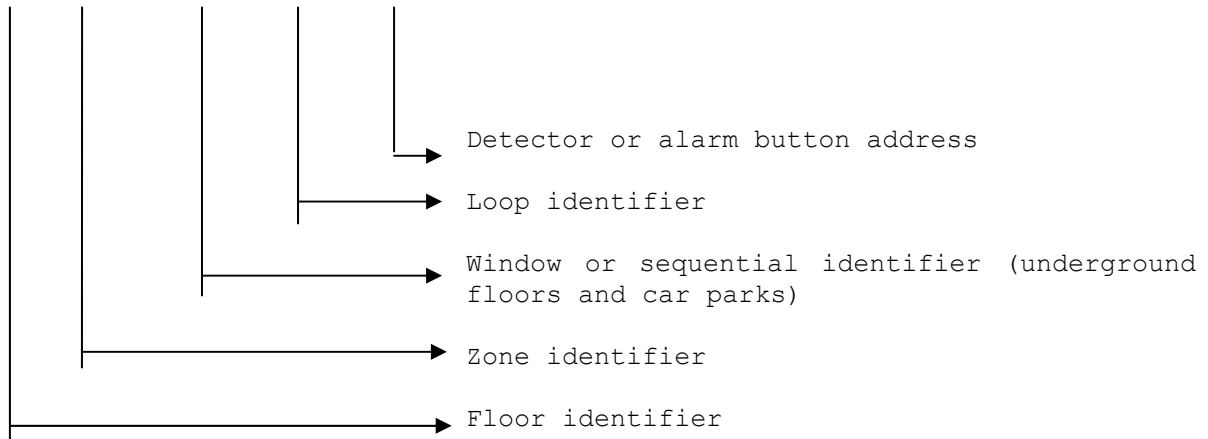 Detector or alarm button address
Loop identifier
Window or sequential identifier (underground
floors and car parks)
Zone identifier
Floor identifier